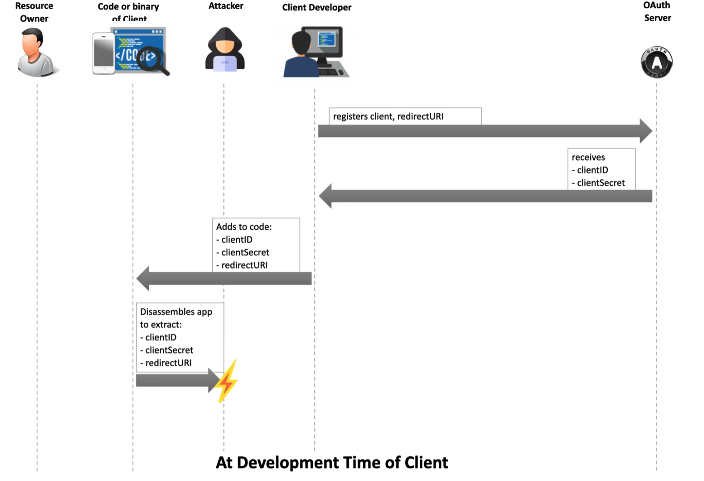 Resource
Owner
Code or binary
of Client
Attacker
Client Developer
OAuth
Server
</CODE>
A
registers client, redirectURI
receives
- clientID
- clientSecret
Adds to code:
- clientID
- clientSecret
- redirectURI
Disassembles app
to extract:
- clientID
- clientSecret
- redirectURI
At Development Time of Client